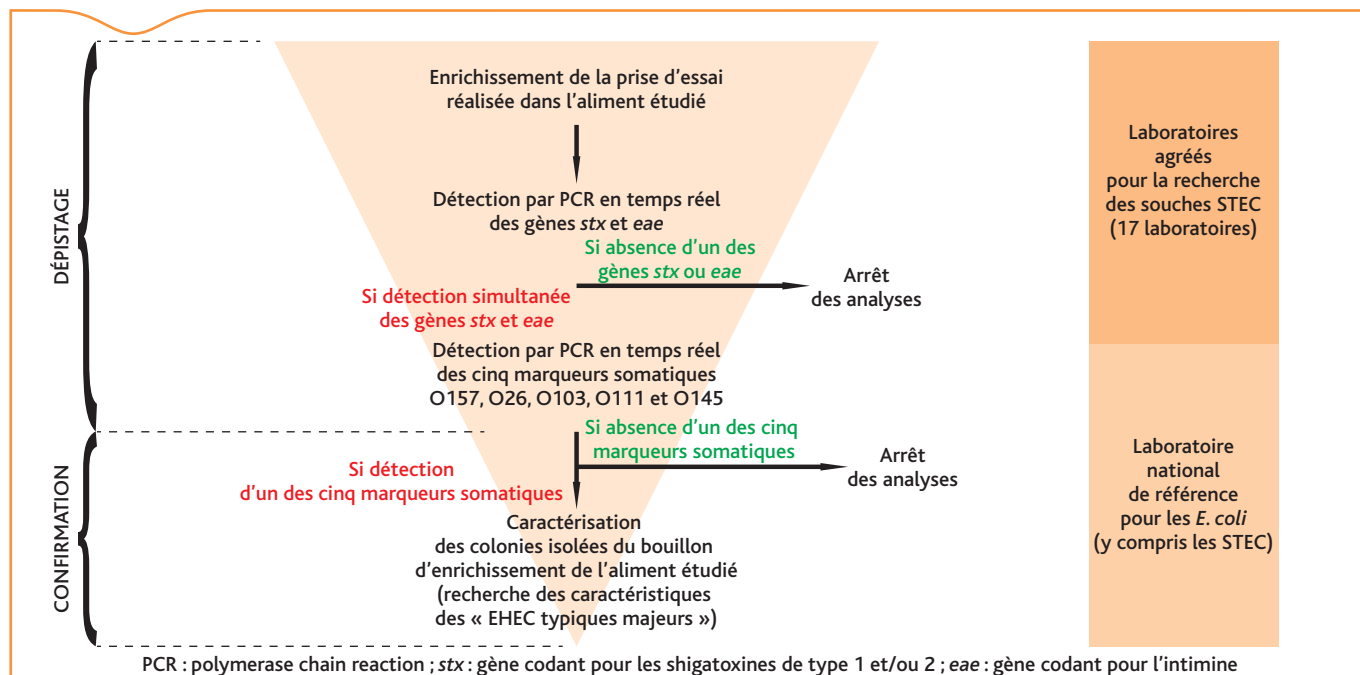 DÉPISTAGE
Enrichissement de la prise d'essai
réalisée dans l'aliment étudié
Détection par PCR en temps réel
des gènes stx et eae
Si absence d'un des
gènes stx ou eae
Arrêt
des analyses
Si détection simultanée
des gènes stx et eae
Détection par PCR en temps réel
des cinq marqueurs somatiques
O157, O26, O103, O111 et O145
CONFIRMATION
Si absence d'un des cinq
marqueurs somatiques
Arrêt
des analyses
Si détection
d'un des cinq marqueurs somatiques
Caractérisation
des colonies isolées du bouillon
d'enrichissement de l'aliment étudié
(recherche des caractéristiques
des « EHEC typiques majeurs »)
Laboratoires
agréés
pour la recherche
des souches STEC
(17 laboratoires)
Laboratoire
national
de référence
pour les E. coli
(y compris les STEC)
PCR : polymerase chain reaction ; stx : gène codant pour les shigatoxines de type 1 et/ou 2 ; eae : gène codant pour l'intimine